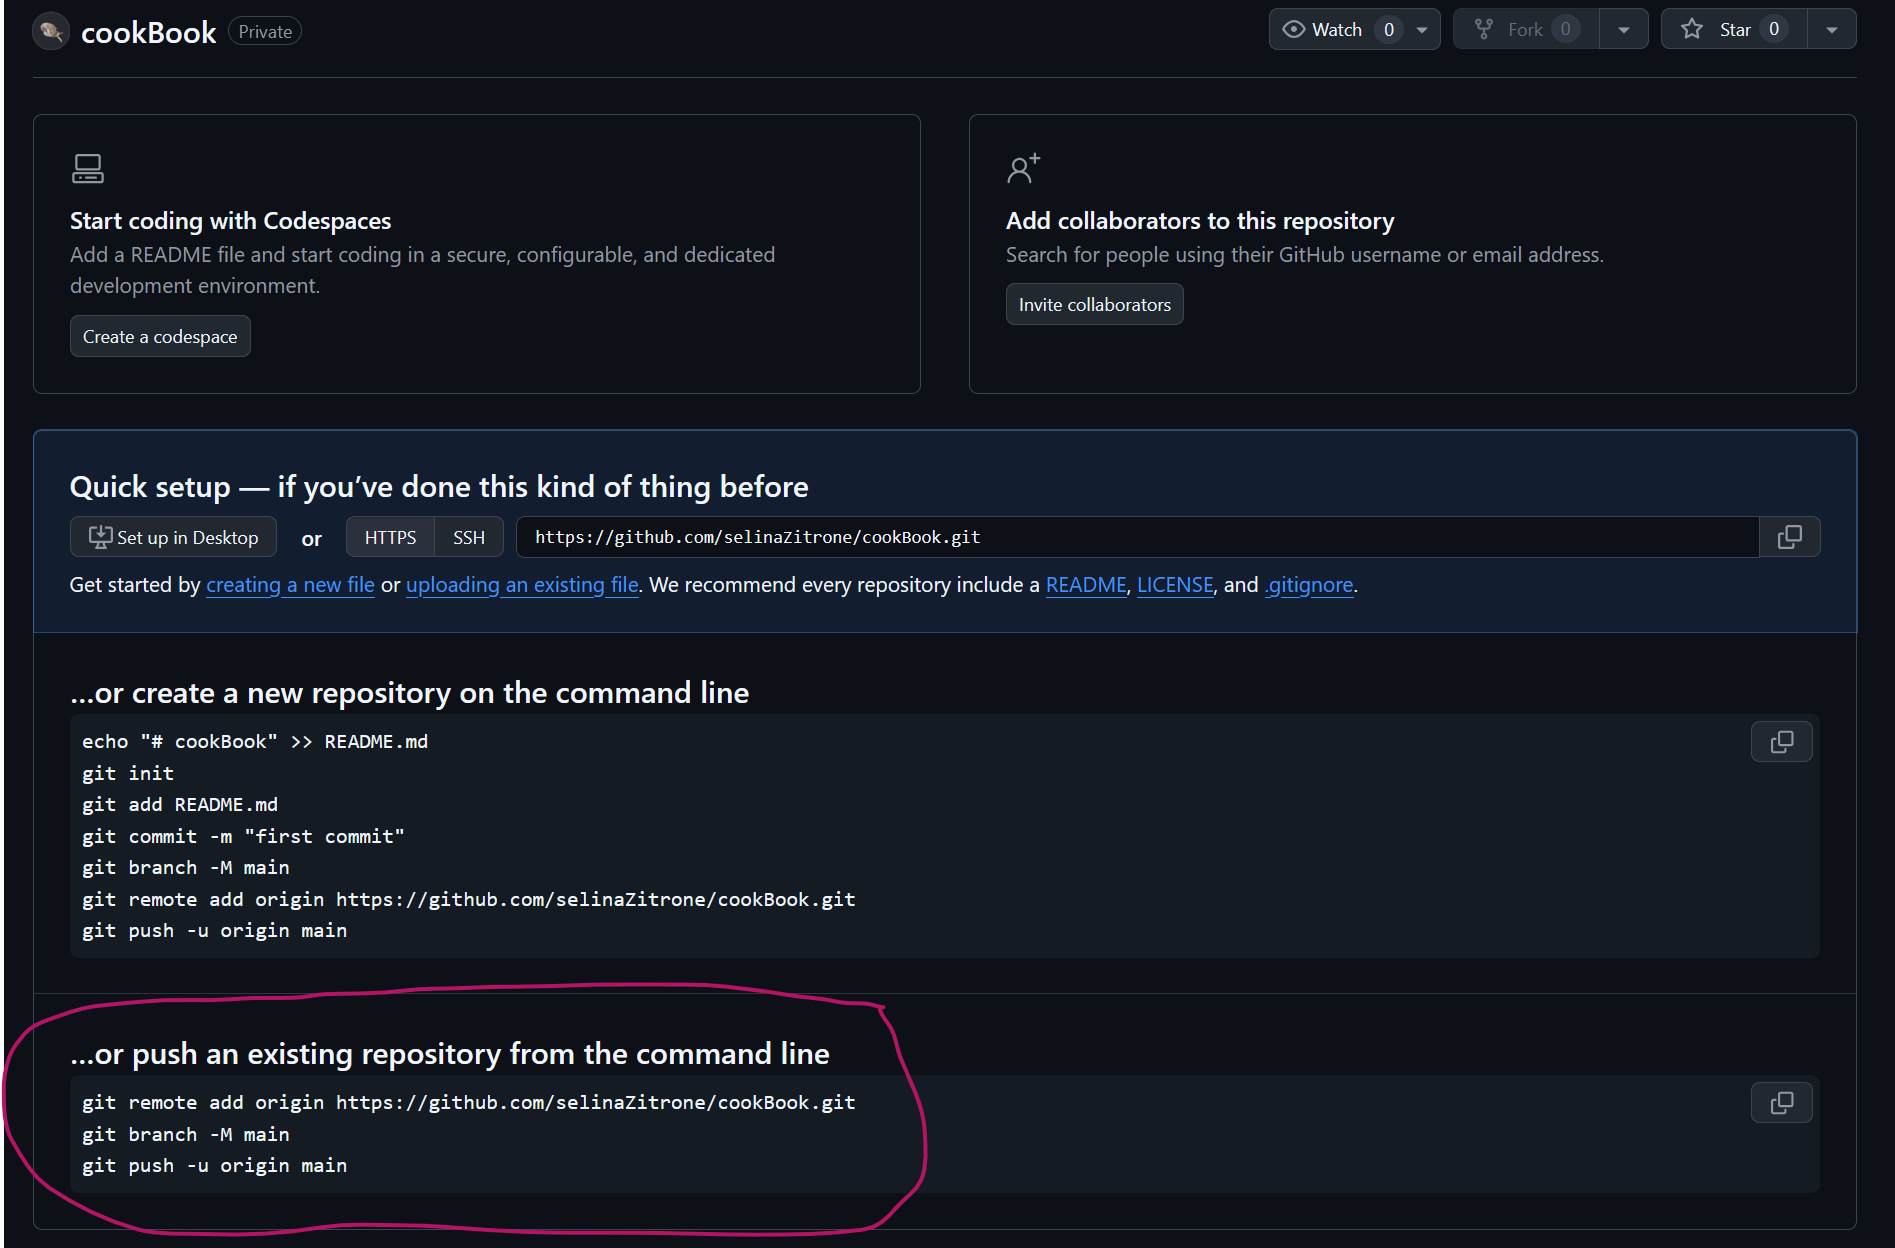 cookBook Private Watch 0 Fork 0 Star 0
Start coding with Codespaces
Add a README file and start coding in a secure, configurable, and dedicated
development environment.
Create a codespace
Add collaborators to this repository
Search for people using their GitHub username or email address.
Invite collaborators
Quick setup — if you’ve done this kind of thing before
Set up in Desktop or HTTPS SSH https://github.com/selinaZitrone/cookBook.git
Get started by creating a new file or uploading an existing file. We recommend every repository include a README, LICENSE, and .gitignore.
…or create a new repository on the command line
echo "# cookBook" >> README.md
git init
git add README.md
git commit -m "first commit"
git branch -M main
git remote add origin https://github.com/selinaZitrone/cookBook.git
git push -u origin main
…or push an existing repository from the command line
git remote add origin https://github.com/selinaZitrone/cookBook.git
git branch -M main
git push -u origin main